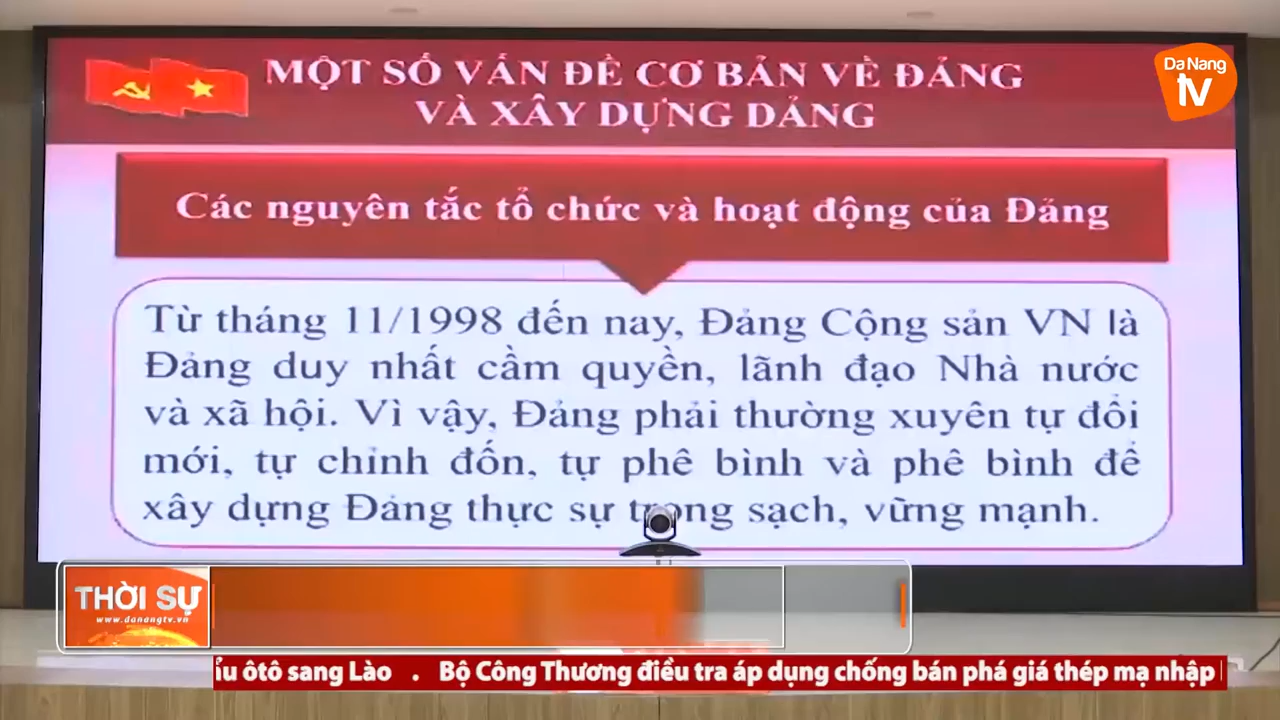 MỘT SỐ VẤN ĐỀ CƠ BẢN VỀ ĐẢNG
VÀ XÂY DỰNG ĐẢNG
Da Nang
tv
Các nguyên tắc tổ chức và hoạt động của Đảng
Từ tháng 11/1998 đến nay, Đảng Cộng sản VN là
Đảng duy nhất cầm quyền, lãnh đạo Nhà nước
và xã hội. Vì vậy, Đảng phải thường xuyên tự đổi
mới, tự chỉnh đốn, tự phê bình và phê bình để
xây dựng Đảng thực sự trong sạch, vững mạnh.
THỜI SỰ
www.danangtv.vn
ôtô sang Lào . Bộ Công Thương điều tra áp dụng chống bán phá giá thép mạ nhập